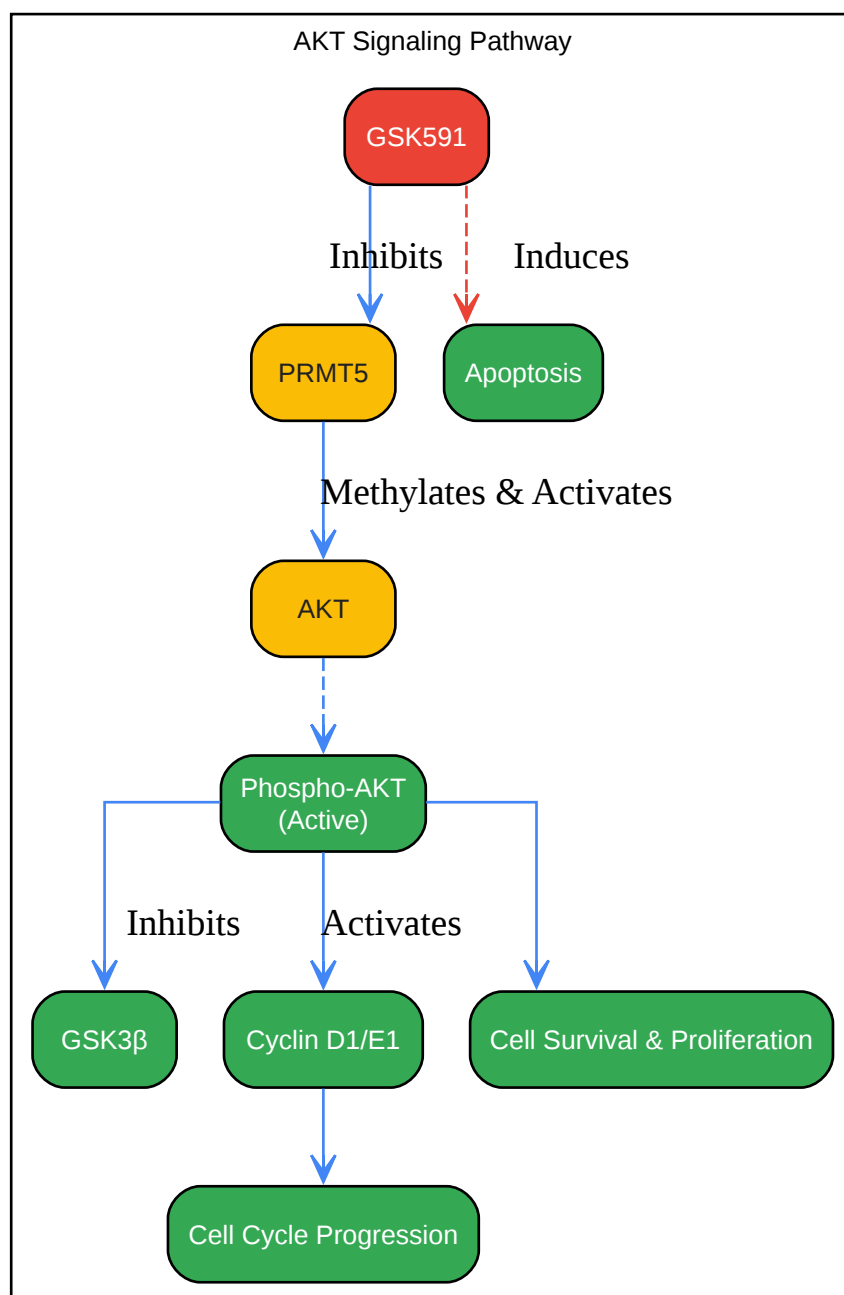 AKT Signaling Pathway
GSK591
Inhibits
Induces
PRMT5
Apoptosis
Methylates & Activates
AKT
Phospho-AKT
(Active)
Inhibits
Activates
GSK3β
Cyclin D1/E1
Cell Survival & Proliferation
Cell Cycle Progression